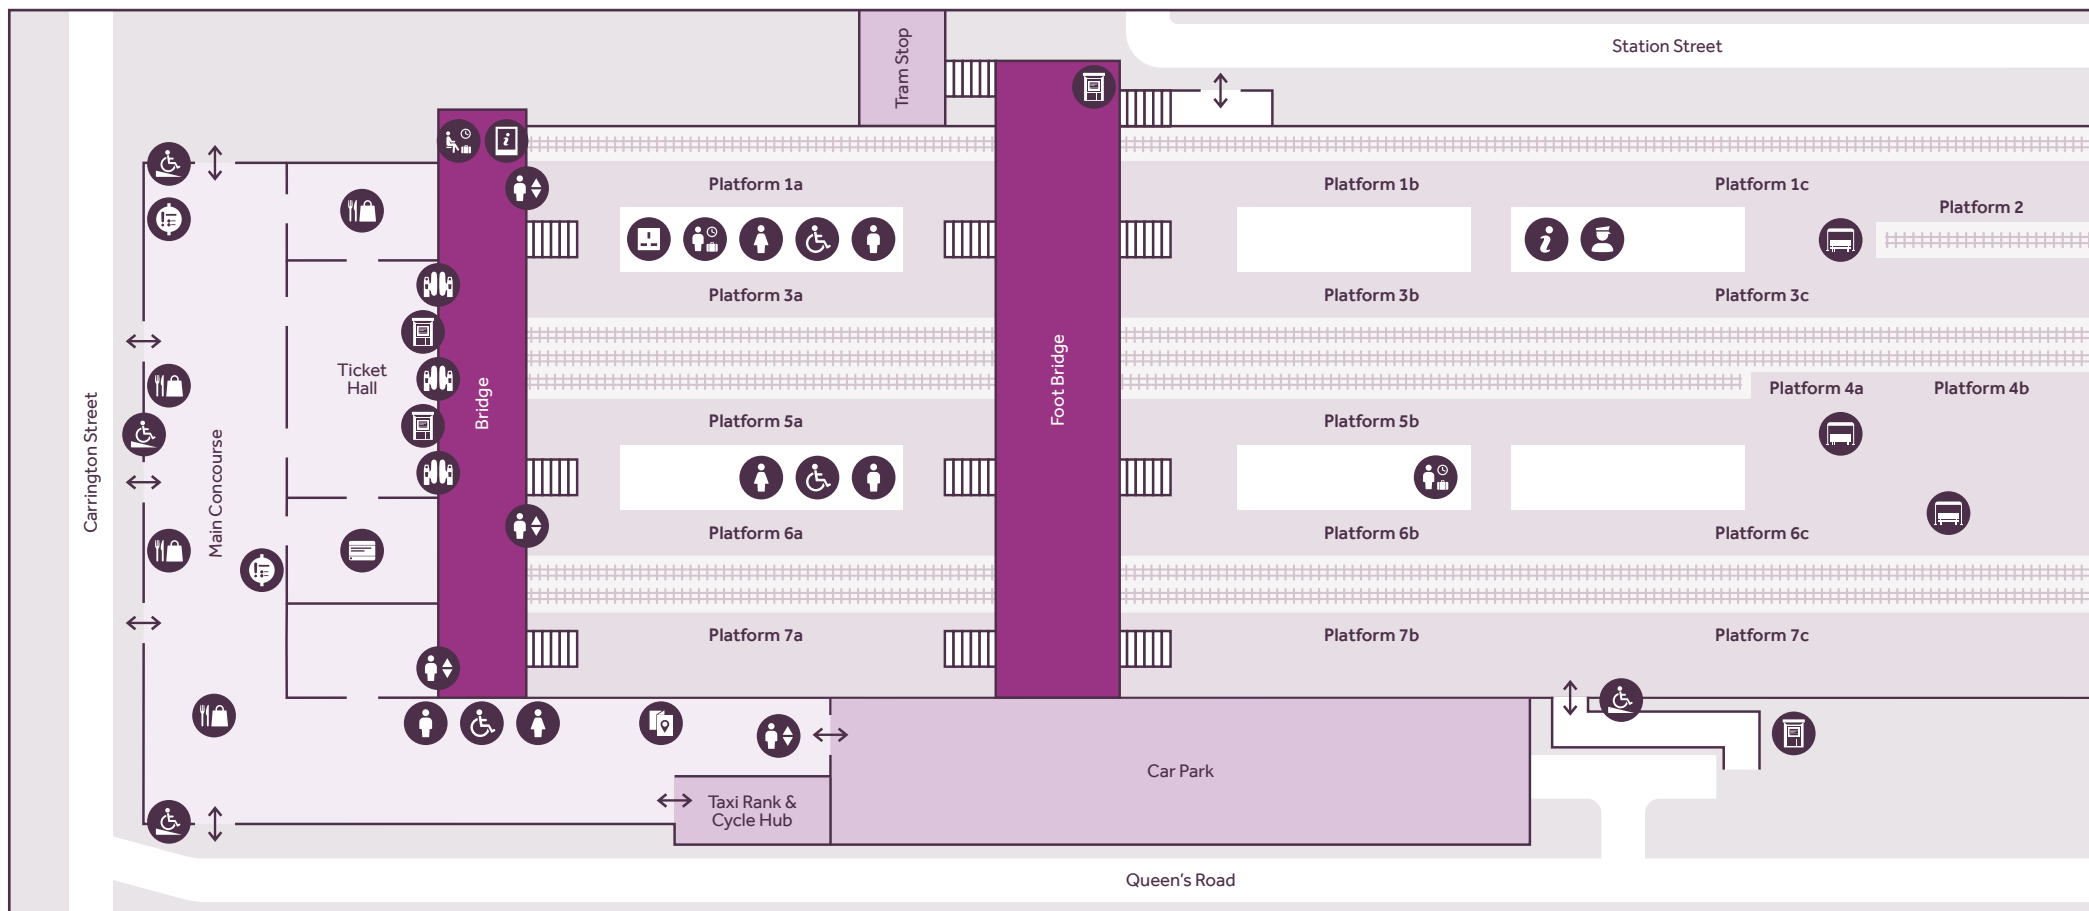 Station Street
Tram Stop
Platform 1a
Platform 1b
Platform 1c
Platform 2
Platform 3a
Platform 3b
Platform 3c
Ticket
Hall
Bridge
Foot Bridge
Platform 4a
Platform 4b
Carrington Street
Main Concourse
Platform 5a
Platform 5b
Platform 6a
Platform 6b
Platform 6c
Platform 7a
Platform 7b
Platform 7c
Car Park
Taxi Rank &
Cycle Hub
Queen's Road